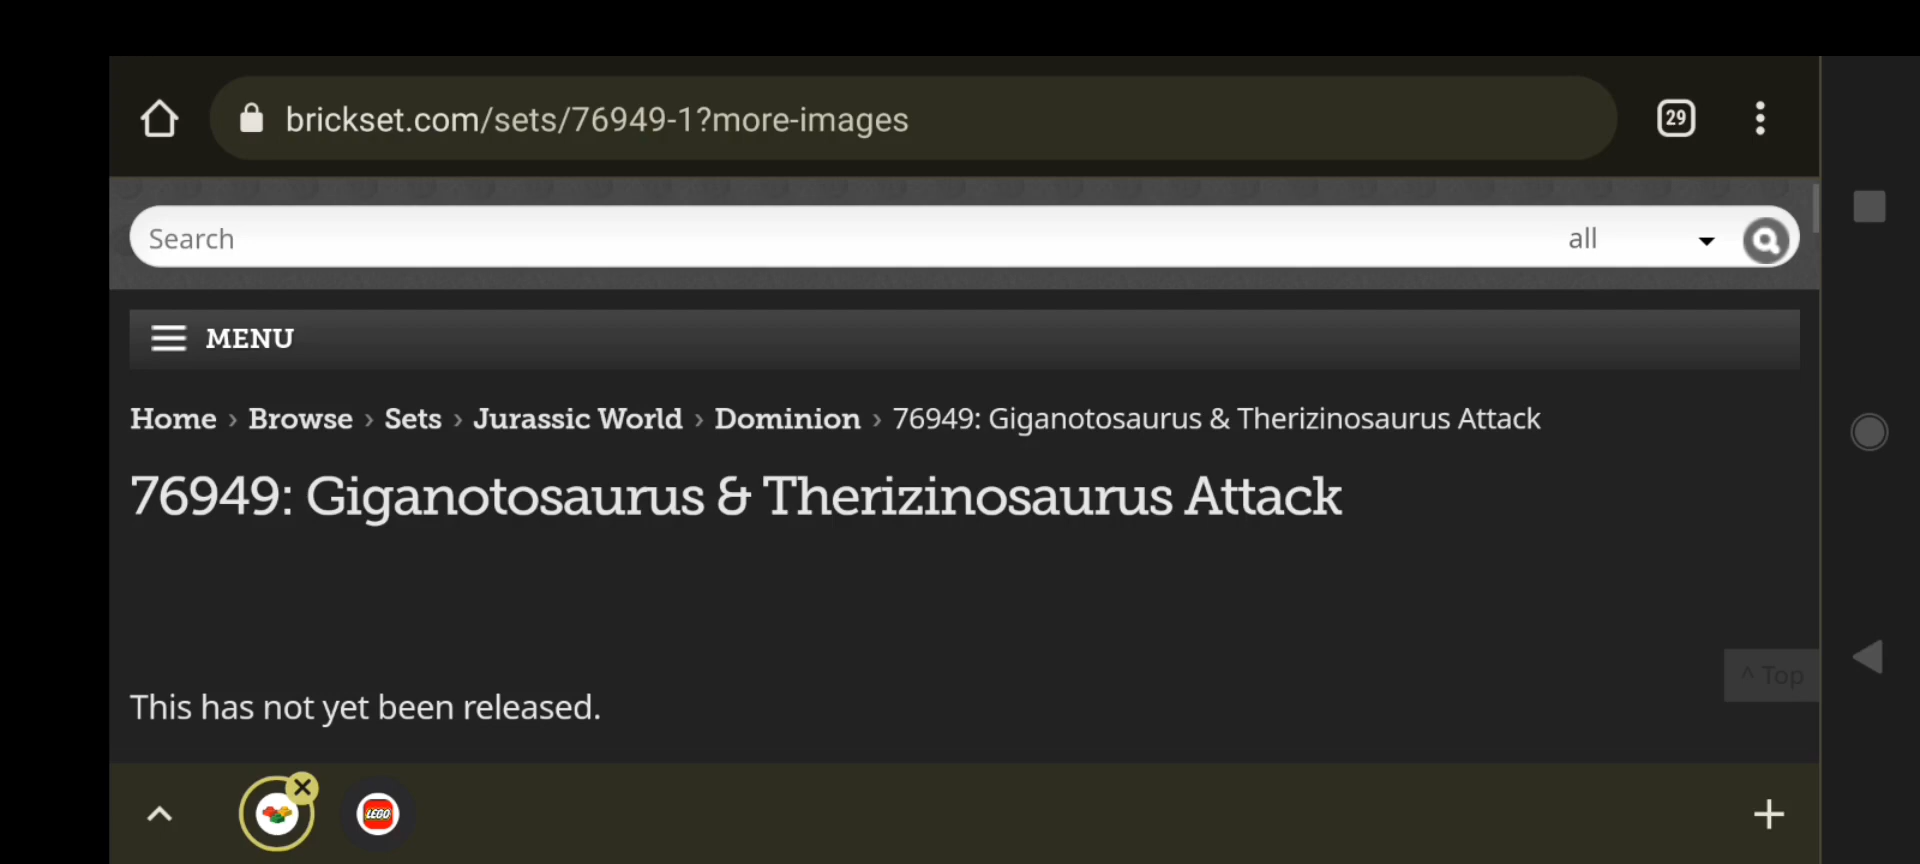 brickset.com/sets/76949-1?more-images
29
Search
all
MENU
Home › Browse › Sets › Jurassic World › Dominion › 76949: Giganotosaurus & Therizinosaurus Attack
76949: Giganotosaurus & Therizinosaurus Attack
^ Top
This has not yet been released.
LEGO